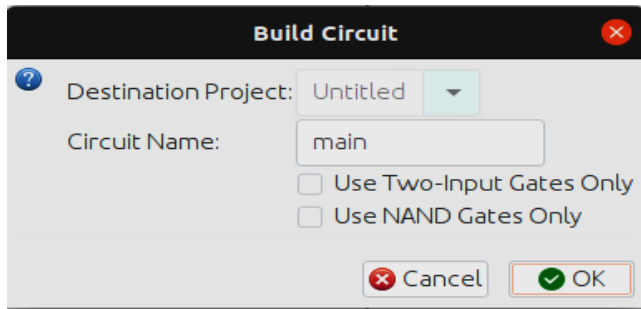 Build Circuit
Destination Project: Untitled
Circuit Name: main
Use Two-Input Gates Only
Use NAND Gates Only
Cancel OK